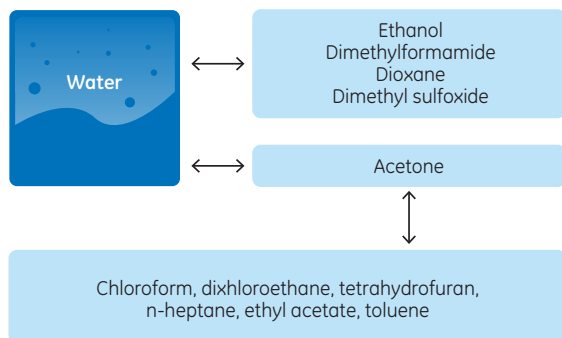 Water
Ethanol
Dimethylformamide
Dioxane
Dimethyl sulfoxide
Acetone
Chloroform, dixhloroethane, tetrahydrofuran,
n-heptane, ethyl acetate, toluene